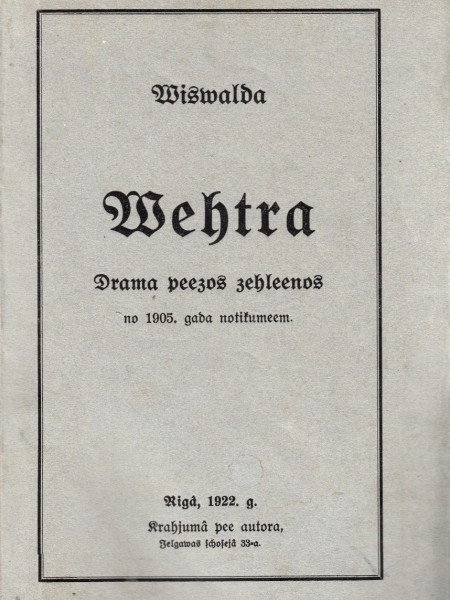 Wiswalda
Wehtra
Drama peezos zehleenos
no 1905. gada notikumeem.
Rigâ, 1922. g.
Krahjumâ pee autora,
Jelgawas schosejâ 33-a.